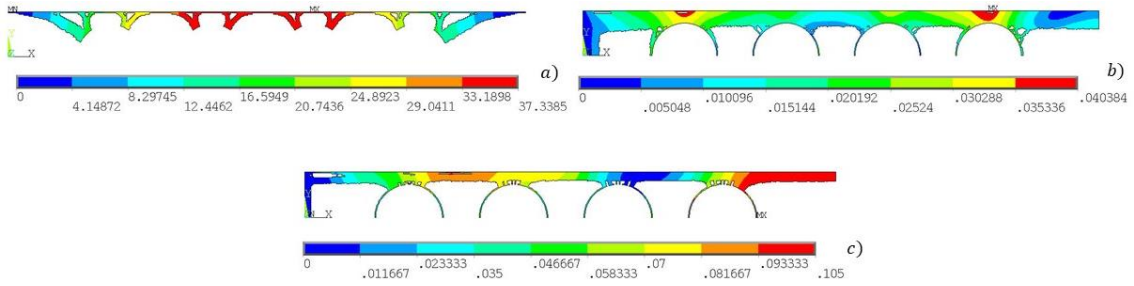 MN MX
Y
X
a)
0 8.29745 16.5949 24.8923 33.1898
4.14872 12.4462 20.7436 29.0411 37.3385
MX
Y
X
b)
0 .010096 .020192 .030288 .040384
.005048 .015144 .02524 .035336
Y
X MX
c)
0 .023333 .046667 .07 .093333
.011667 .035 .058333 .081667 .105